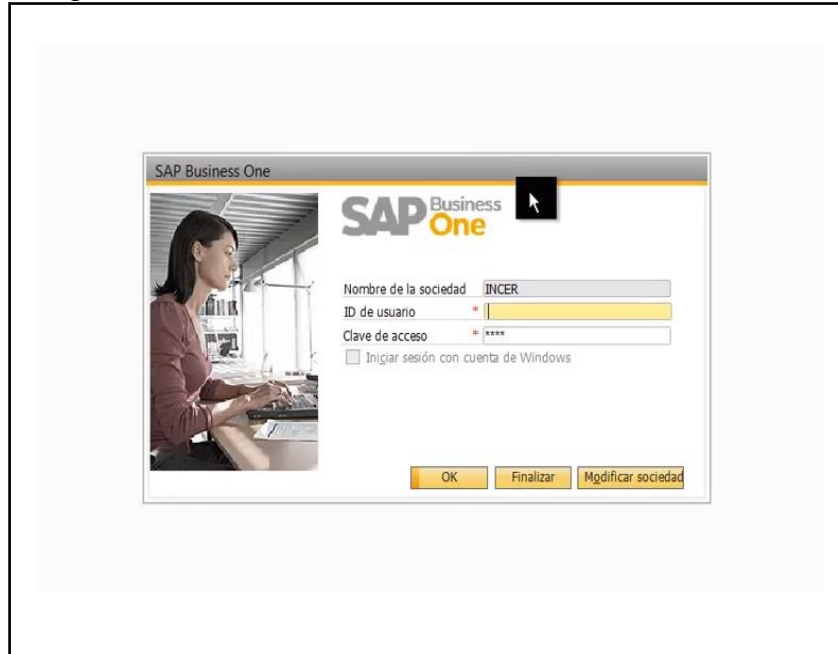 SAP Business One
SAP Business One
Nombre de la sociedad INCER
ID de usuario *
Clave de acceso * ****
Iniciar sesión con cuenta de Windows
OK Finalizar Modificar sociedad